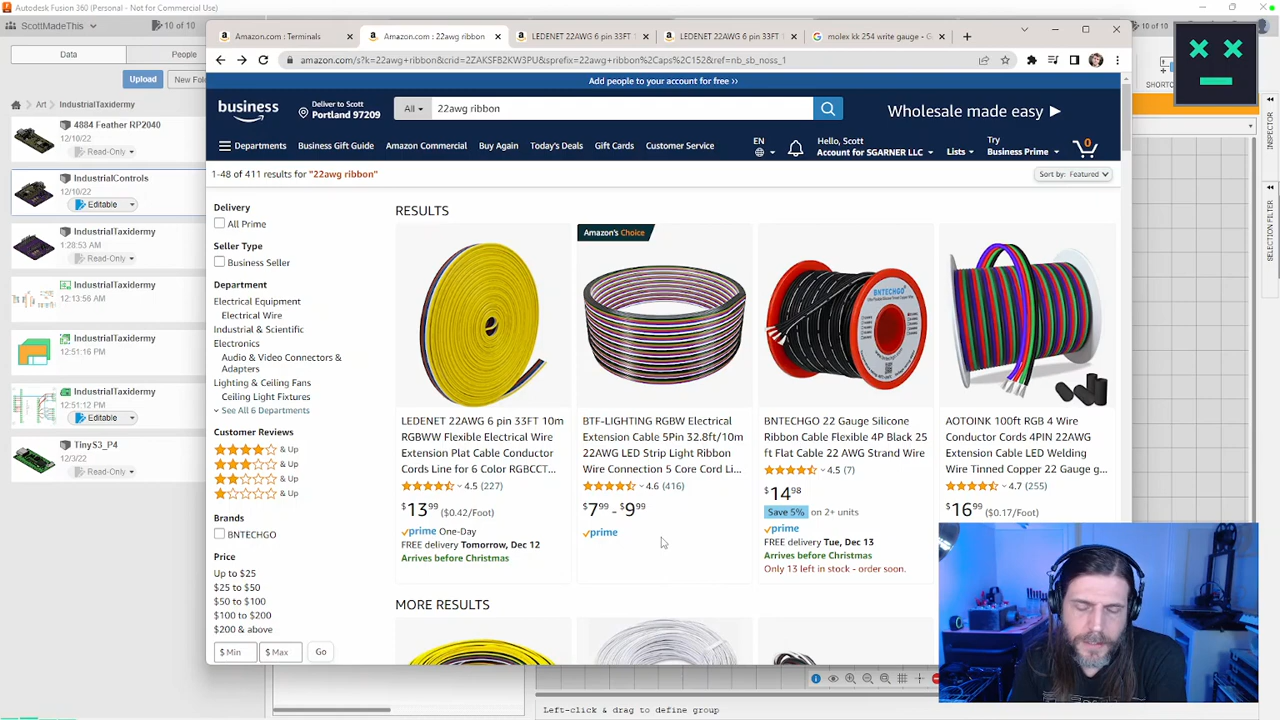 Autodesk Fusion 360 (Personal - Not for Commercial Use)
ScottMadeThis
10 of 10
Data
People
Upload
New Fold
Art
IndustrialTaxidermy
4884 Feather RP2040
12/10/22
Read-Only
IndustrialControls
12/10/22
Editable
IndustrialTaxidermy
1:28:53 AM
Read-Only
IndustrialTaxidermy
12:13:56 AM
IndustrialTaxidermy
12:51:16 PM
IndustrialTaxidermy
12:51:12 PM
Editable
TinyS3_P4
12/3/22
Read-Only
Amazon.com : Terminals
Amazon.com : 22awg ribbon
LEDENET 22AWG 6 pin 33FT 1
LEDENET 22AWG 6 pin 33FT
molex kk 254 write gauge - G
business
Deliver to Scott
Portland 97209
All
22awg ribbon
Add people to your account for free >>
Wholesale made easy
Departments
Business Gift Guide
Amazon Commercial
Buy Again
Today's Deals
Gift Cards
Customer Service
EN
Hello, Scott
Account for SGARNER LLC
Lists
Try
Business Prime
0
1-48 of 411 results for "22awg ribbon"
Sort by: Featured
Delivery
All Prime
Seller Type
Business Seller
Department
Electrical Equipment
Electrical Wire
Industrial & Scientific
Electronics
Audio & Video Connectors &
Adapters
Lighting & Ceiling Fans
Ceiling Light Fixtures
See All 6 Departments
Customer Reviews
& Up
& Up
& Up
& Up
Brands
BNTECHGO
Price
Up to $25
$25 to $50
$50 to $100
$100 to $200
$200 & above
$ Min
$ Max
Go
RESULTS
LEDENET 22AWG 6 pin 33FT 10m
RGBWW Flexible Electrical Wire
Extension Plat Cable Conductor
Cords Line for 6 Color RGBCCT...
4.5 (227)
$13.99 ($0.42/Foot)
prime One-Day
FREE delivery Tomorrow, Dec 12
Arrives before Christmas
Amazon's Choice
BTF-LIGHTING RGBW Electrical
Extension Cable 5Pin 32.8ft/10m
22AWG LED Strip Light Ribbon
Wire Connection 5 Core Cord Li...
4.6 (416)
$7.99 - $9.99
prime
BNTECHGO 22 Gauge Silicone
Ribbon Cable Flexible 4P Black 25
ft Flat Cable 22 AWG Strand Wire
4.5 (7)
$14.98
Save 5% on 2+ units
prime
FREE delivery Tue, Dec 13
Arrives before Christmas
Only 13 left in stock - order soon.
AOTOINK 100ft RGB 4 Wire
Conductor Cords 4PIN 22AWG
Extension Cable LED Welding
Wire Tinned Copper 22 Gauge g...
4.7 (255)
$16.99 ($0.17/Foot)
MORE RESULTS
10 of 10
INSPECTOR
SELECTION FILTER
Left-click & drag to define group